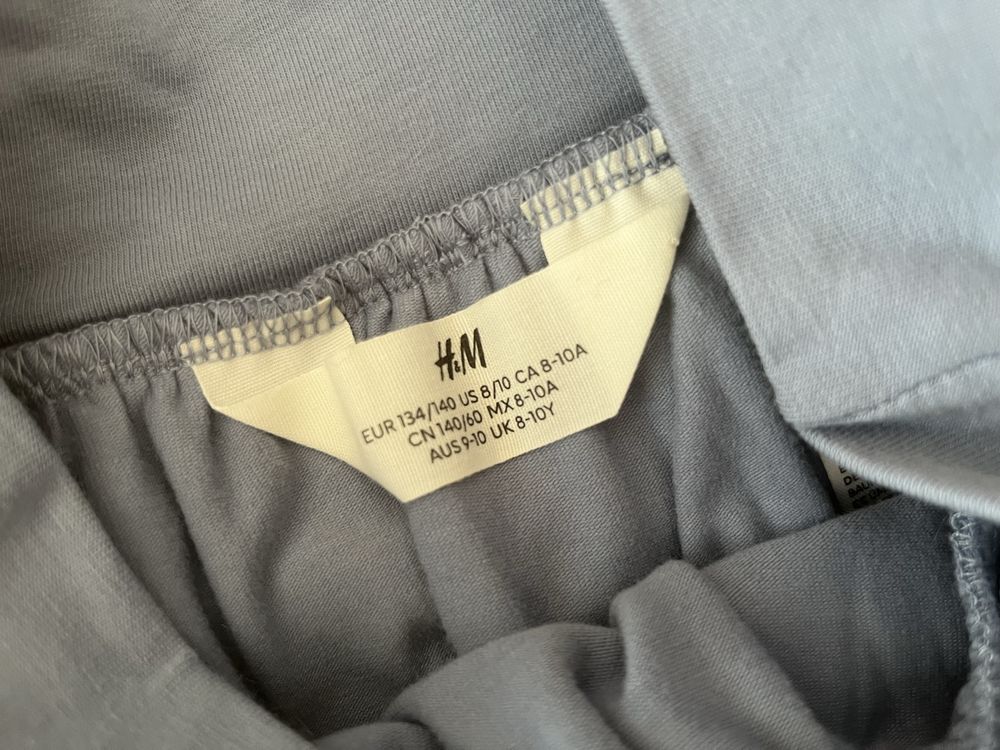 H&M
EUR 134/140 US 8/10 CA 8-10A
CN 140/60 MX 8-10A
AUS 9-10 UK 8-10Y